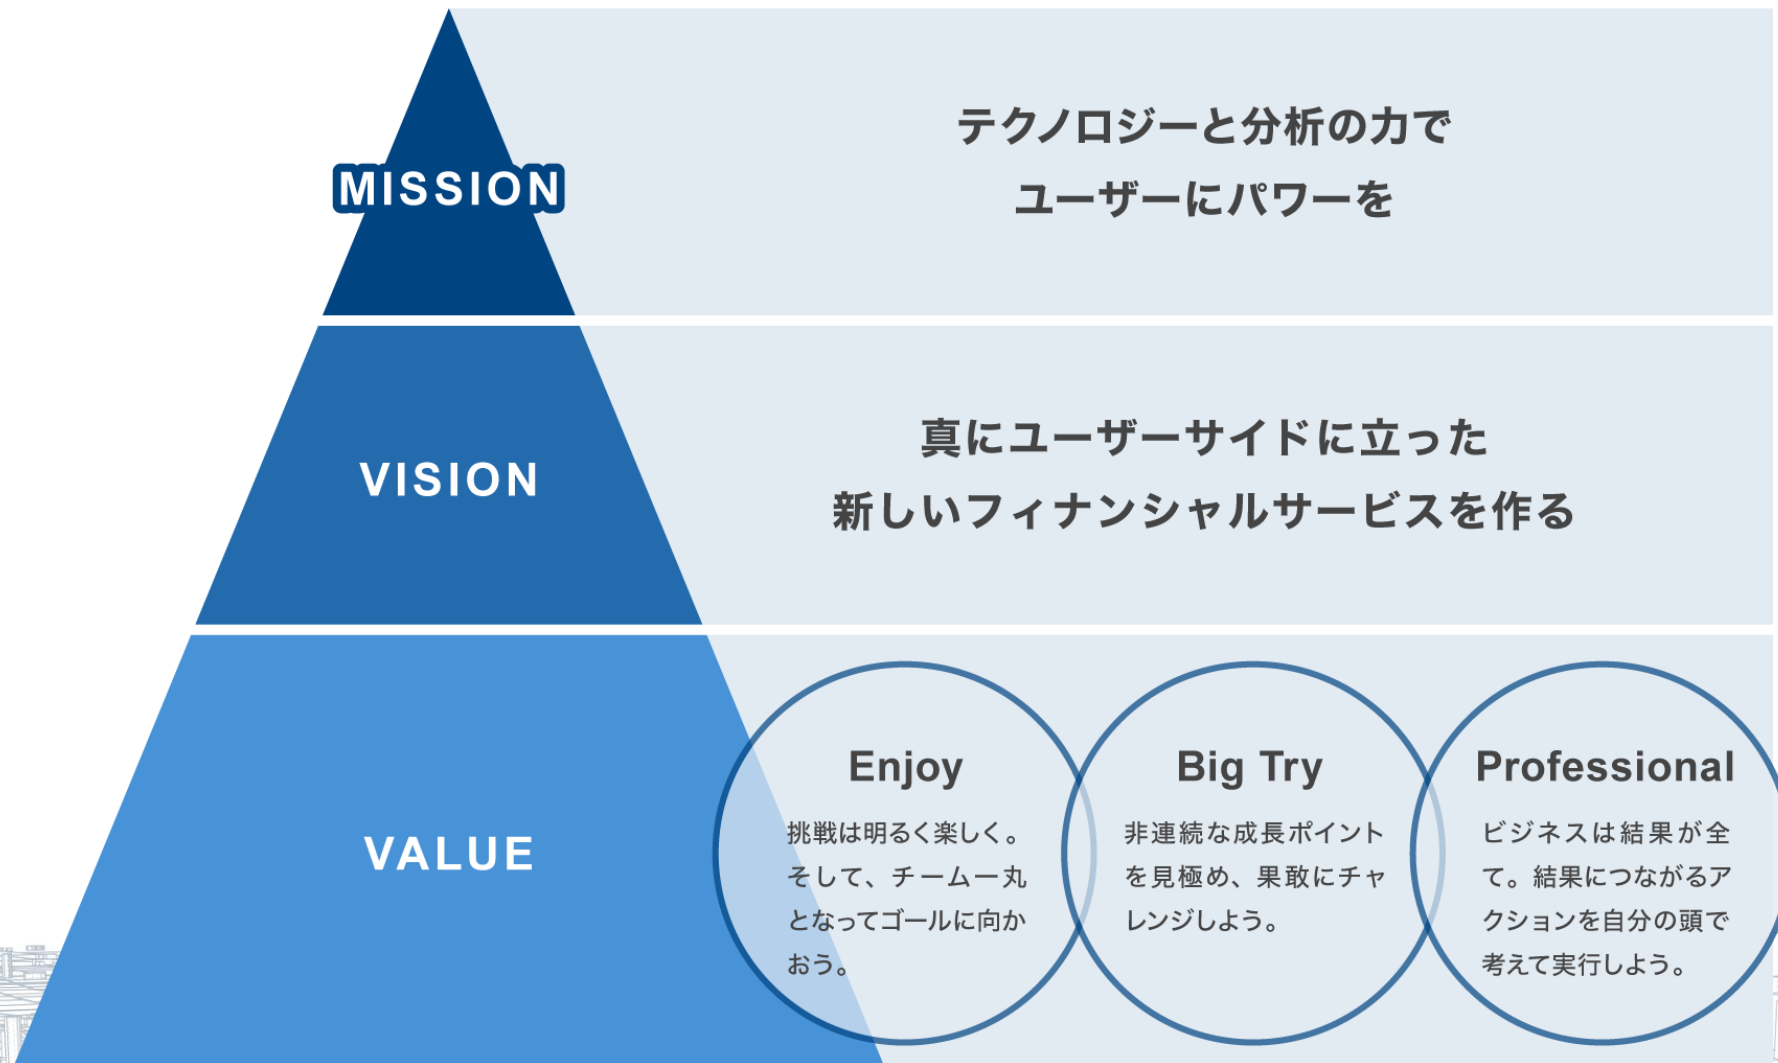 MISSION
テクノロジーと分析の力で
ユーザーにパワーを
VISION
真にユーザーサイドに立った
新しいフィナンシャルサービスを作る
VALUE
Enjoy
挑戦は明るく楽しく。
そして、チーム一丸
となってゴールに向か
おう。
Big Try
非連続な成長ポイント
を見極め、果敢にチャ
レンジしよう。
Professional
ビジネスは結果が全
て。結果につながるア
クションを自分の頭で
考えて実行しよう。